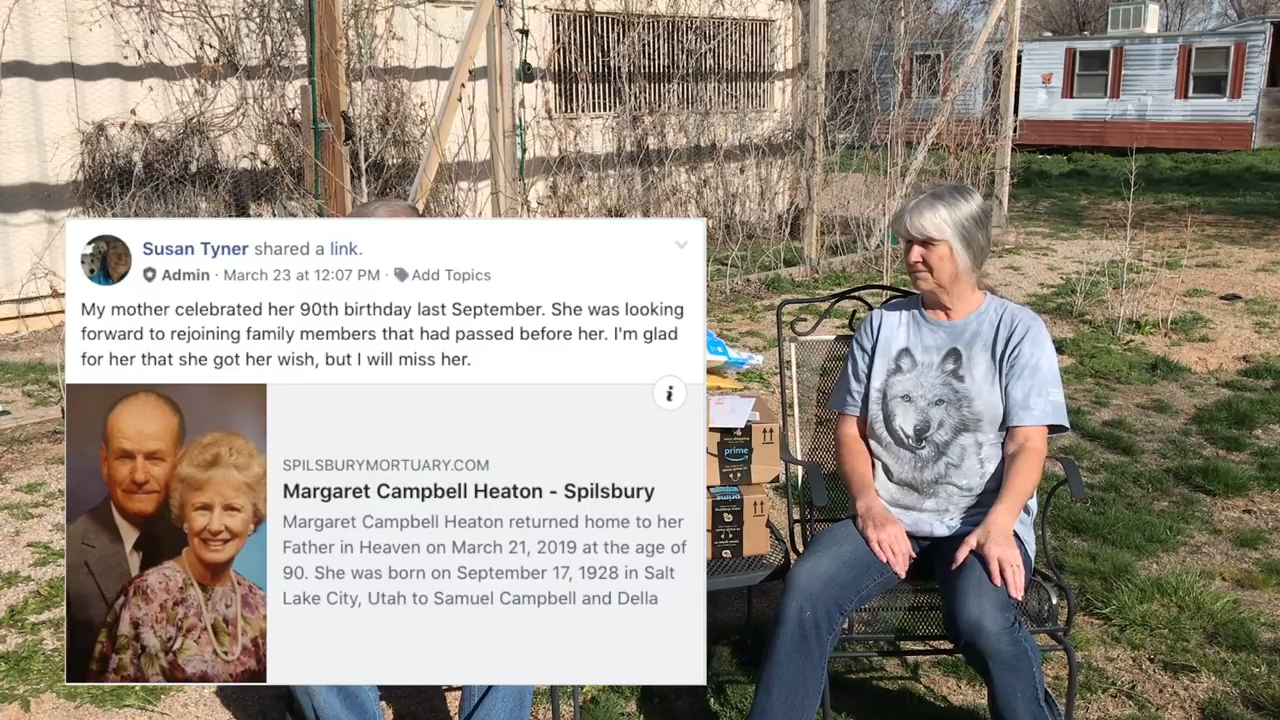 Susan Tyner shared a link.
Admin · March 23 at 12:07 PM · Add Topics
My mother celebrated her 90th birthday last September. She was looking
forward to rejoining family members that had passed before her. I'm glad
for her that she got her wish, but I will miss her.
i
SPILSBURYMORTUARY.COM
Margaret Campbell Heaton - Spilsbury
Margaret Campbell Heaton returned home to her
Father in Heaven on March 21, 2019 at the age of
90. She was born on September 17, 1928 in Salt
Lake City, Utah to Samuel Campbell and Della
prime